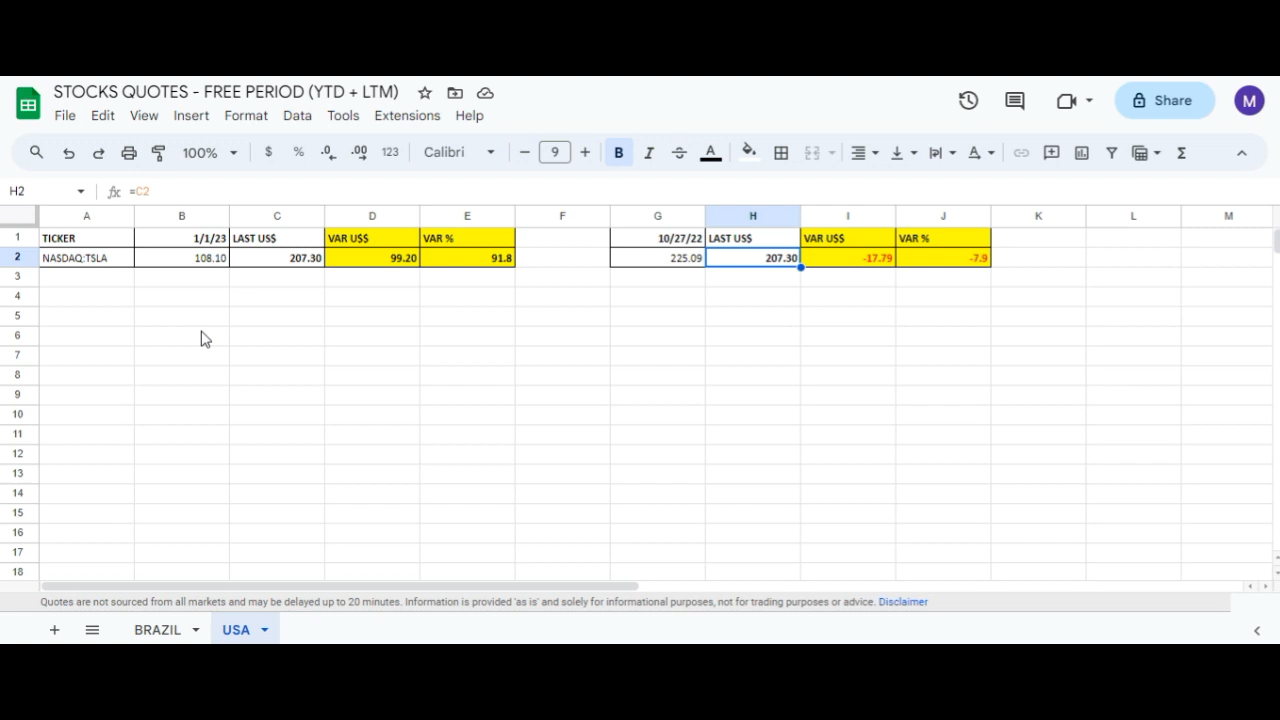 STOCKS QUOTES - FREE PERIOD (YTD + LTM)
File Edit View Insert Format Data Tools Extensions Help
Share
M
100% $ % .0 .00 123 Calibri 9 B I A
H2 =C2
A B C D E F G H I J K L M
1 TICKER 1/1/23 LAST US$ VAR US$$ VAR % 10/27/22 LAST US$ VAR US$$ VAR %
2 NASDAQ:TSLA 108.10 207.30 99.20 91.8 225.09 207.30 -17.79 -7.9
3
4
5
6
7
8
9
10
11
12
13
14
15
16
17
18
Quotes are not sourced from all markets and may be delayed up to 20 minutes. Information is provided 'as is' and solely for informational purposes, not for trading purposes or advice. Disclaimer
BRAZIL USA